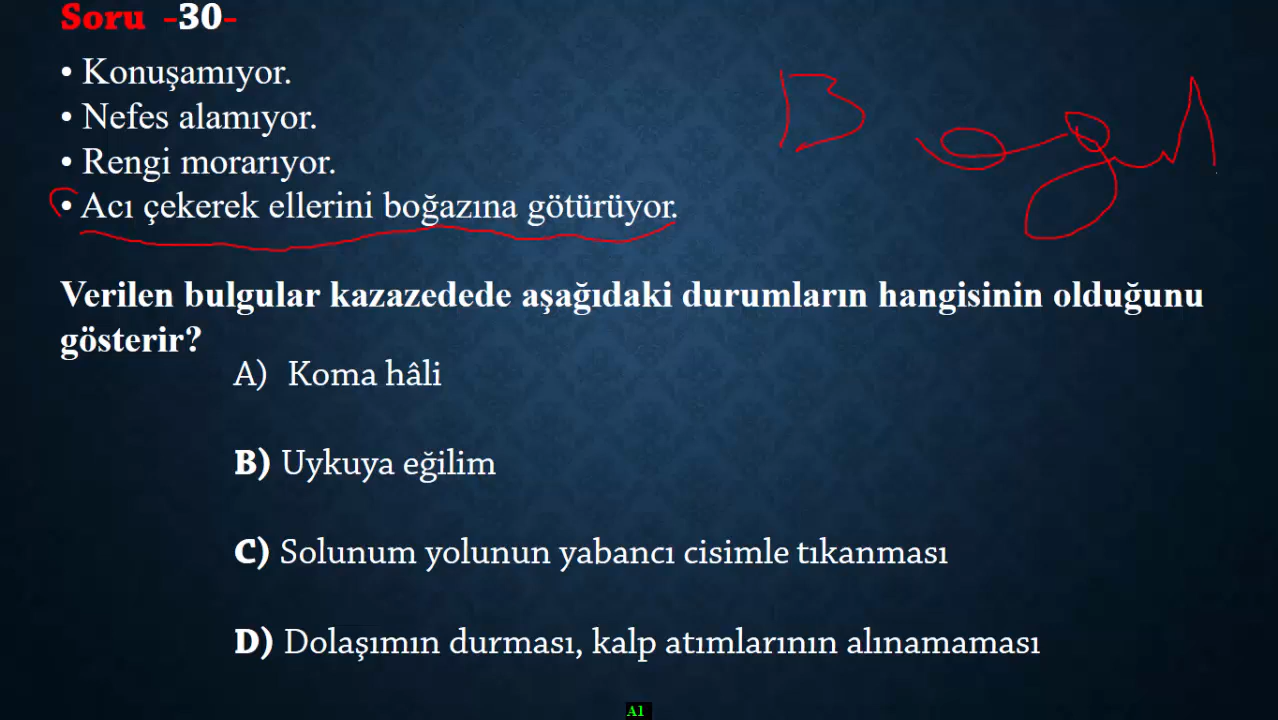 Soru -30-
• Konuşamıyor.
• Nefes alamıyor.
• Rengi morarıyor.
• Acı çekerek ellerini boğazına götürüyor.
Verilen bulgular kazazedede aşağıdaki durumların hangisinin olduğunu
gösterir?
A) Koma hâli
B) Uykuya eğilim
C) Solunum yolunun yabancı cisimle tıkanması
D) Dolaşımın durması, kalp atımlarının alınamaması
A1